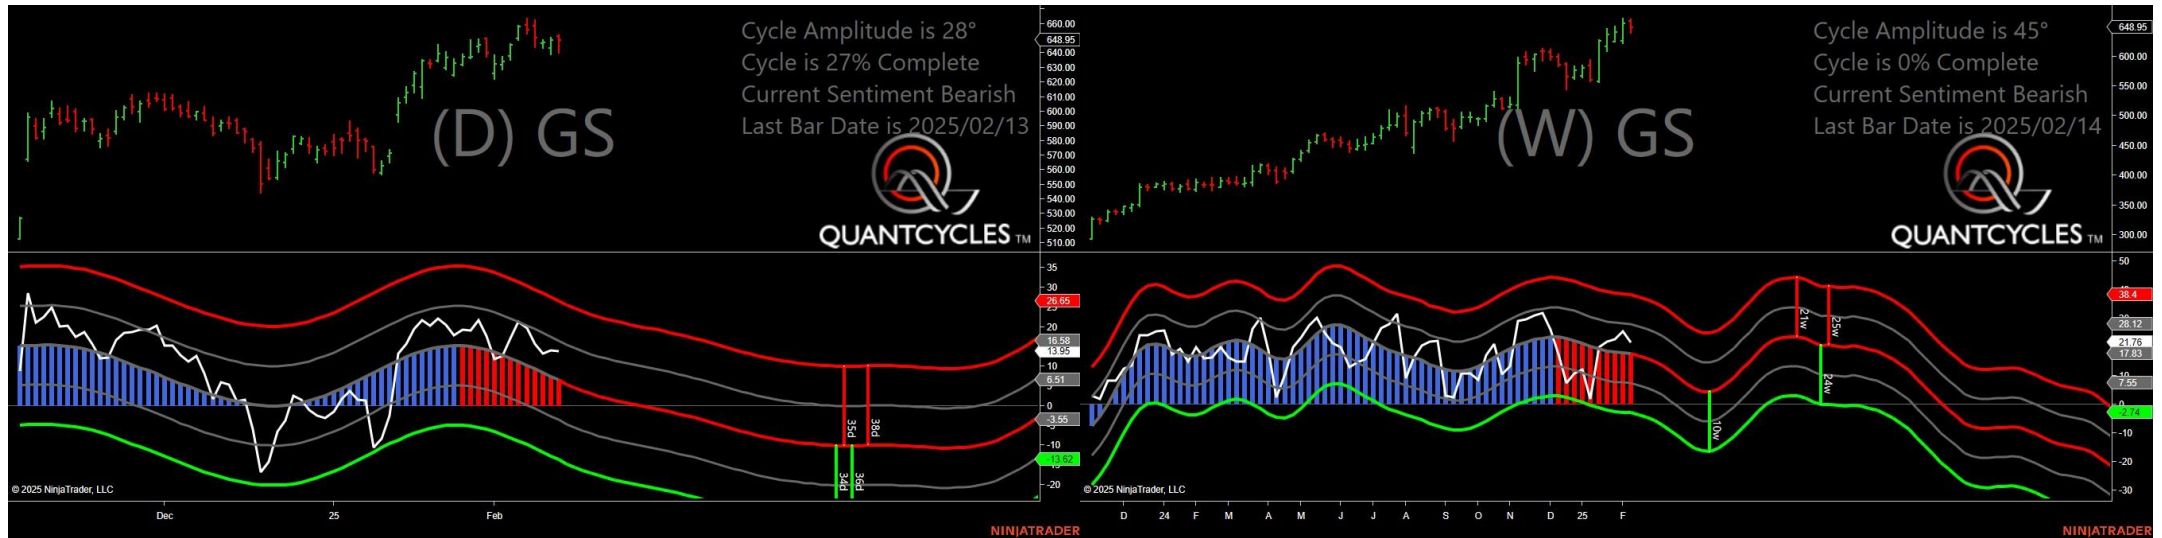 Cycle Amplitude is 28°
Cycle is 27% Complete
Current Sentiment Bearish
Last Bar Date is 2025/02/13
(D) GS
QUANTCYCLES TM
660.00
648.95
640.00
630.00
620.00
610.00
600.00
590.00
580.00
570.00
560.00
550.00
540.00
530.00
520.00
510.00
35
30
26.65
25
20
16.58
13.95
10
6.51
5
0
-3.55
-5
-10
-13.62
-20
35d
38d
34d
36d
© 2025 NinjaTrader, LLC
Dec
25
Feb
NINJATRADER
Cycle Amplitude is 45°
Cycle is 0% Complete
Current Sentiment Bearish
Last Bar Date is 2025/02/14
(W) GS
QUANTCYCLES TM
648.95
600.00
550.00
500.00
450.00
400.00
350.00
300.00
50
38.4
28.12
21.76
17.83
7.55
0
-2.74
-10
-20
-30
21w
25w
24w
10w
© 2025 NinjaTrader, LLC
D
24
F
M
A
M
J
J
A
S
O
N
D
25
F
NINJATRADER